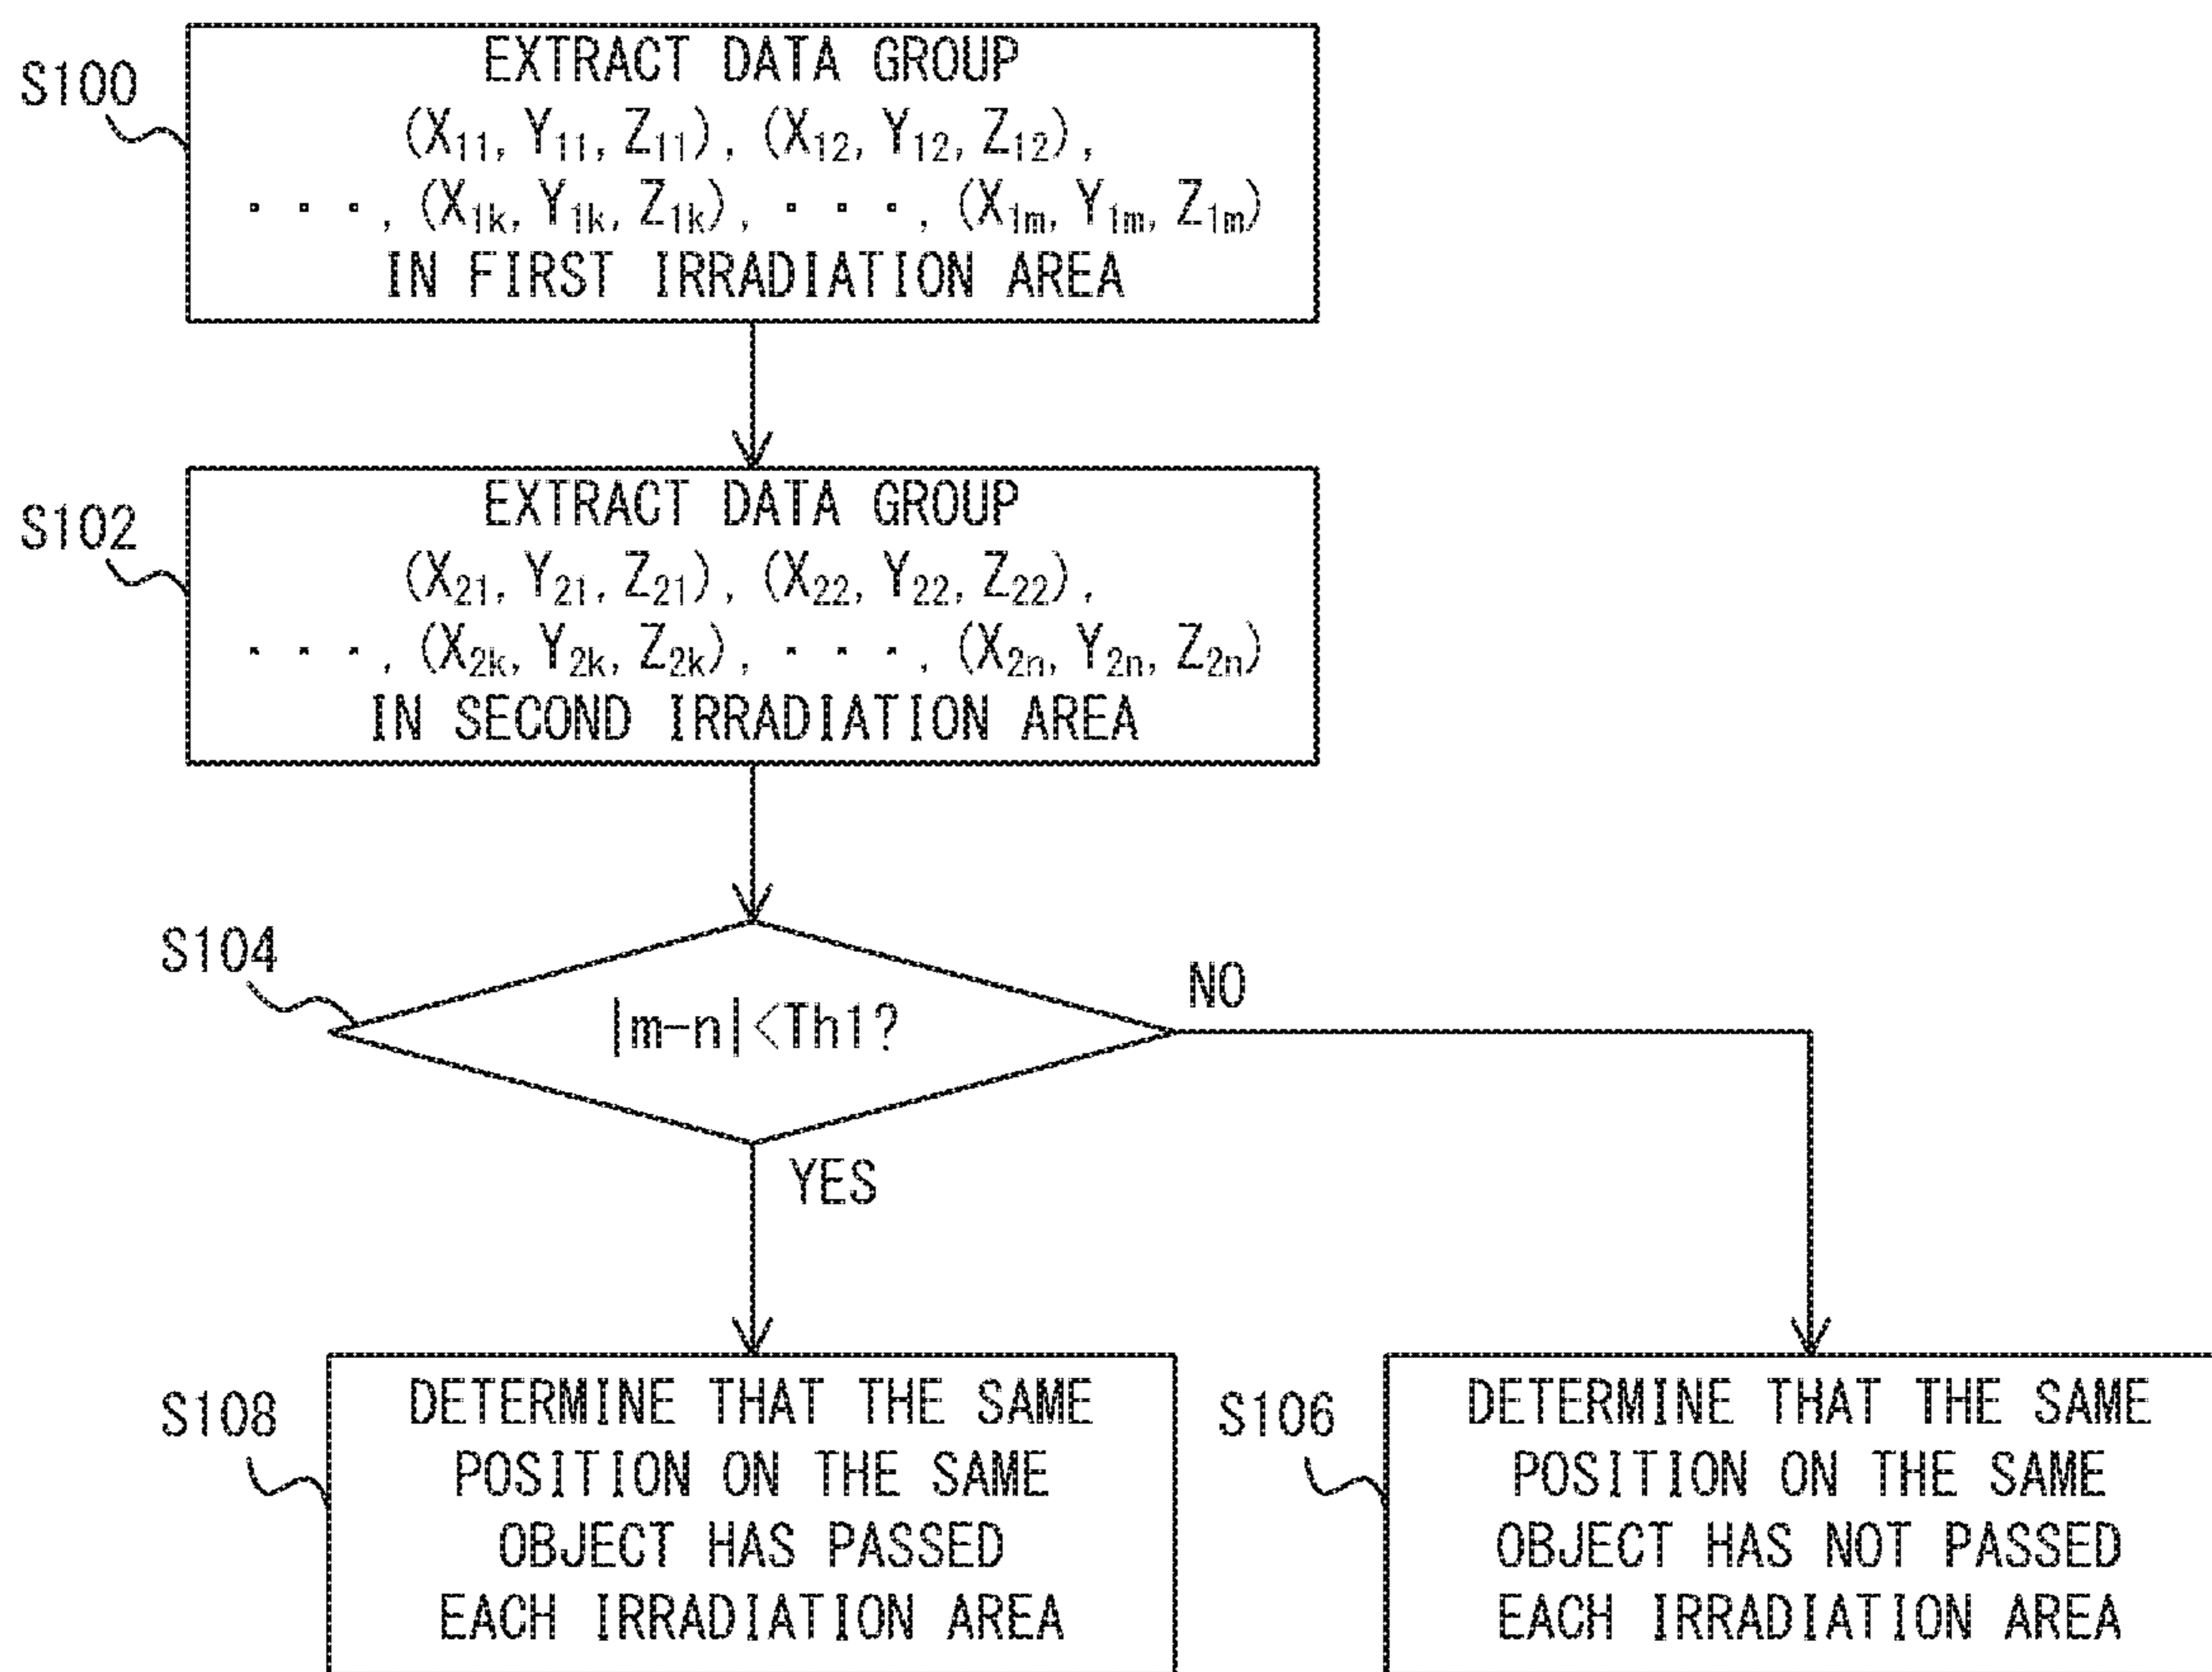 S100
EXTRACT DATA GROUP
(X₁₁, Y₁₁, Z₁₁), (X₁₂, Y₁₂, Z₁₂),
・・・, (X₁ₖ, Y₁ₖ, Z₁ₖ), ・・・, (X₁ₘ, Y₁ₘ, Z₁ₘ)
IN FIRST IRRADIATION AREA
S102
EXTRACT DATA GROUP
(X₂₁, Y₂₁, Z₂₁), (X₂₂, Y₂₂, Z₂₂),
・・・, (X₂ₖ, Y₂ₖ, Z₂ₖ), ・・・, (X₂ₙ, Y₂ₙ, Z₂ₙ)
IN SECOND IRRADIATION AREA
S104
|m-n|<Th1?
NO
YES
S108
DETERMINE THAT THE SAME
POSITION ON THE SAME
OBJECT HAS PASSED
EACH IRRADIATION AREA
S106
DETERMINE THAT THE SAME
POSITION ON THE SAME
OBJECT HAS NOT PASSED
EACH IRRADIATION AREA